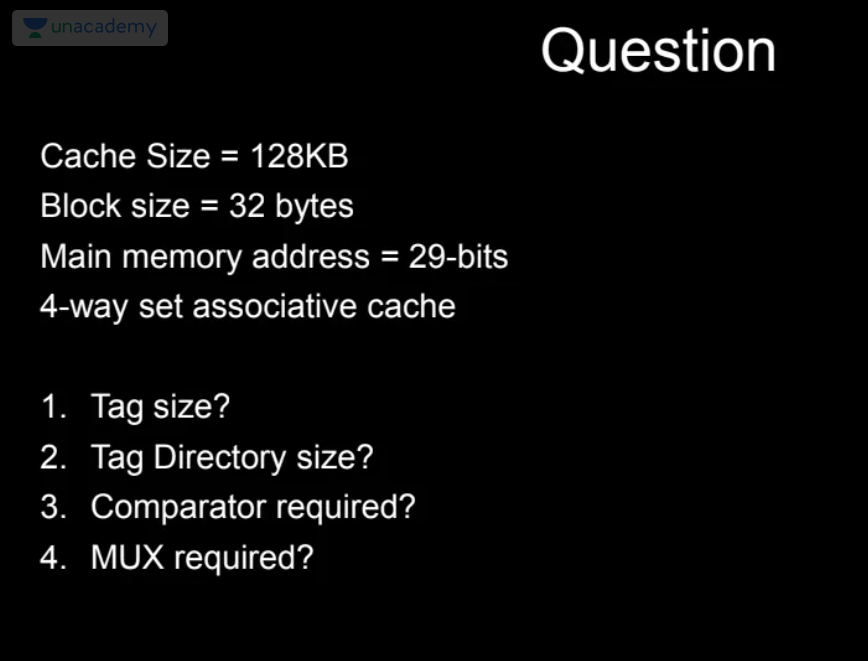 unacademy
Question
Cache Size = 128KB
Block size = 32 bytes
Main memory address = 29-bits
4-way set associative cache
1. Tag size?
2. Tag Directory size?
3. Comparator required?
4. MUX required?